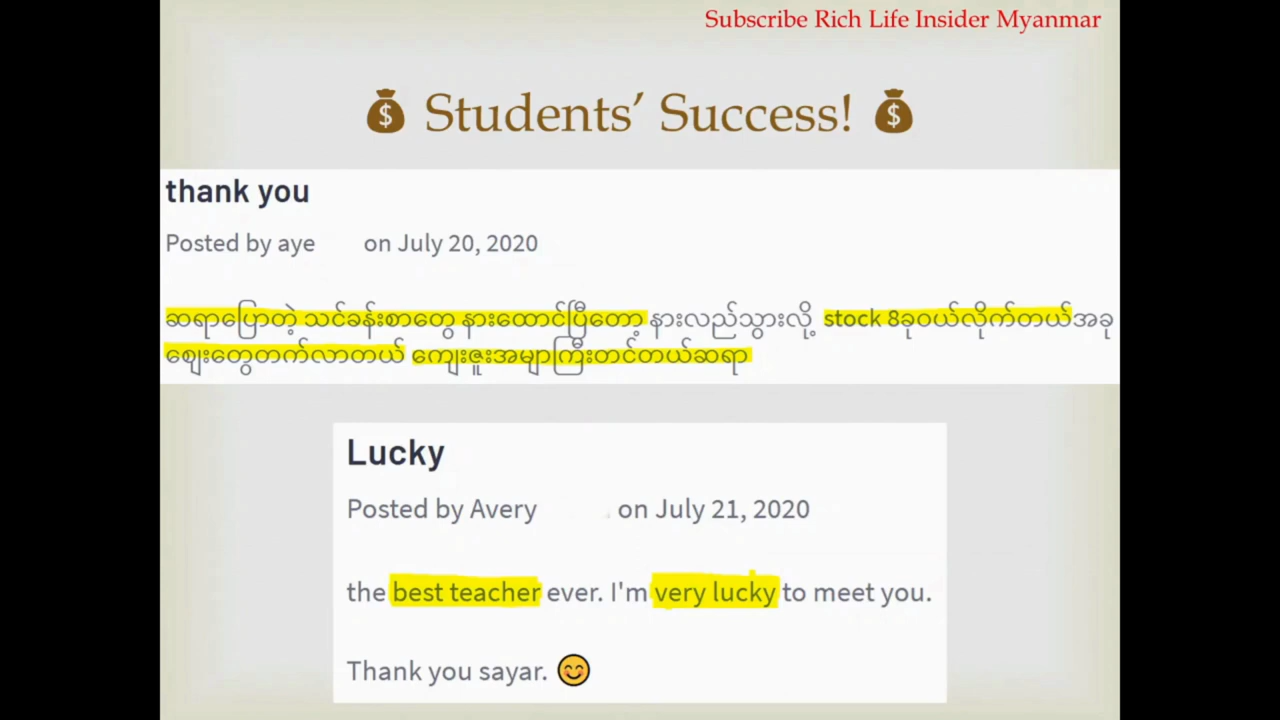 Subscribe Rich Life Insider Myanmar
Students’ Success!
thank you
Posted by aye on July 20, 2020
ဆရာပြောတဲ့ သင်ခန်းစာတွေ နားထောင်ပြီတော့ နားလည်သွားလို့ stock 8ခုဝယ်လိုက်တယ်အခု
ဈေးတွေတက်လာတယ် ကျေးဇူးအများကြီးတင်တယ်ဆရာ
Lucky
Posted by Avery on July 21, 2020
the best teacher ever. I'm very lucky to meet you.
Thank you sayar. 😊